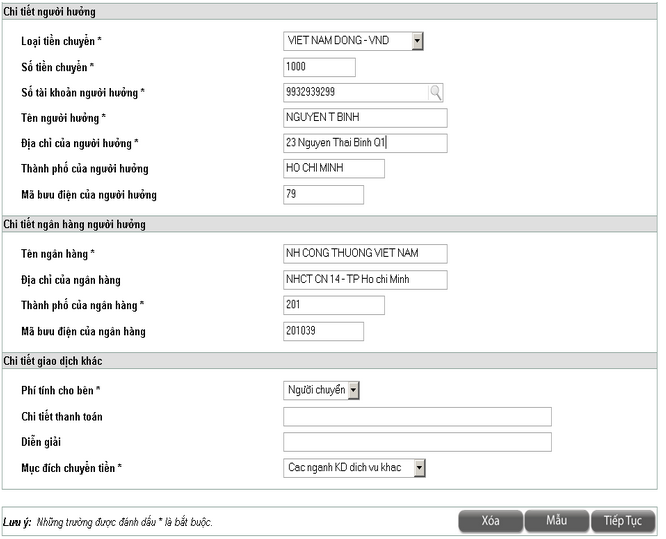 Chi tiết người hưởng
Loại tiền chuyển * VIET NAM DONG - VND
Số tiền chuyển * 1000
Số tài khoản người hưởng * 9932939299
Tên người hưởng * NGUYEN T BINH
Địa chỉ của người hưởng * 23 Nguyen Thai Binh Q1
Thành phố của người hưởng HO CHI MINH
Mã bưu điện của người hưởng 79
Chi tiết ngân hàng người hưởng
Tên ngân hàng * NH CONG THUONG VIET NAM
Địa chỉ của ngân hàng NHCT CN 14 - TP Ho chi Minh
Thành phố của ngân hàng * 201
Mã bưu điện của ngân hàng 201039
Chi tiết giao dịch khác
Phí tính cho bên * Người chuyển
Chi tiết thanh toán
Diễn giải
Mục đích chuyển tiền * Cac nganh KD dich vu khac
Lưu ý: Những trường được đánh dấu * là bắt buộc. Xóa Mẫu Tiếp Tục